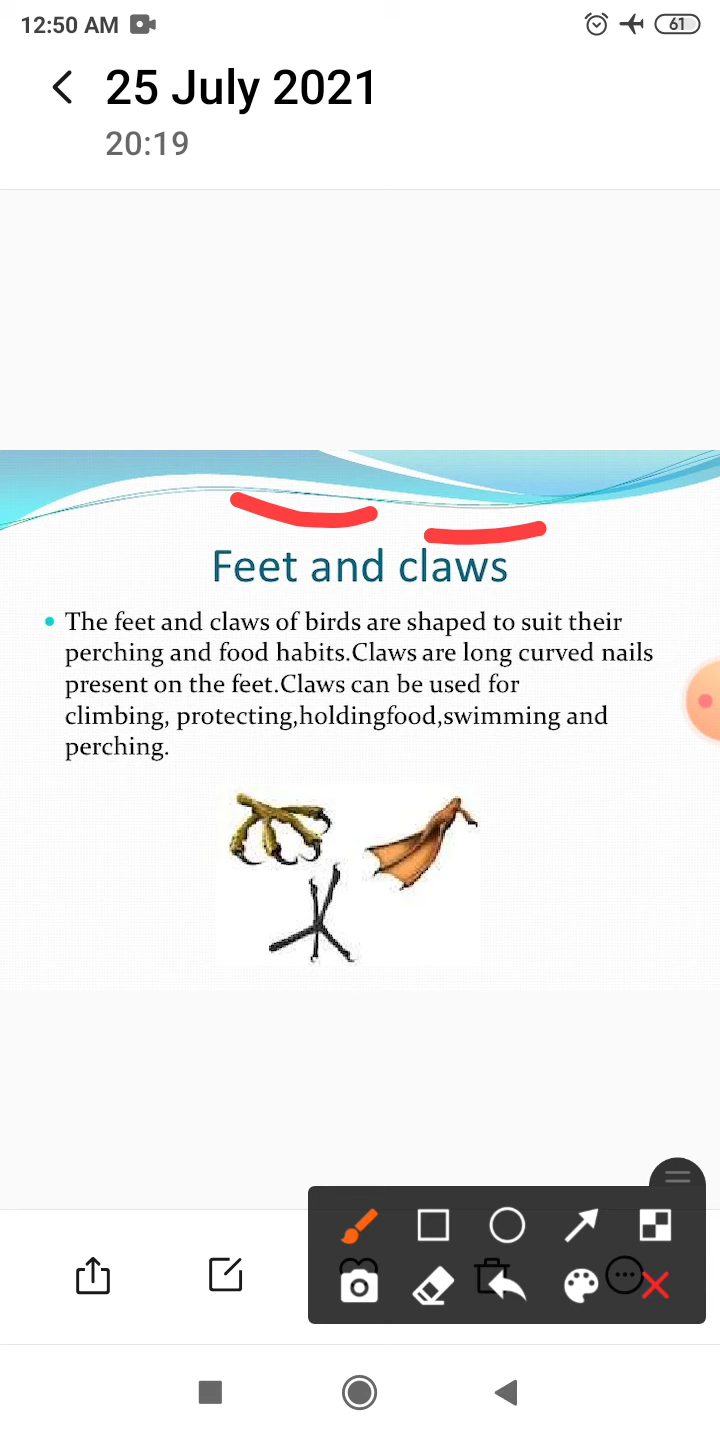 12:50 AM
61
25 July 2021
20:19
Feet and claws
The feet and claws of birds are shaped to suit their
perching and food habits.Claws are long curved nails
present on the feet.Claws can be used for
climbing, protecting,holdingfood,swimming and
perching.